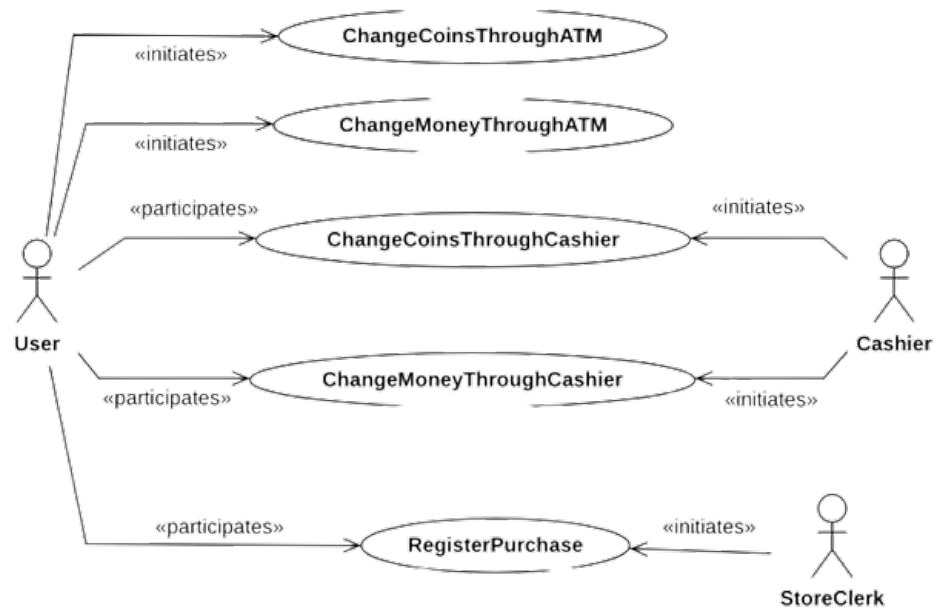 ChangeCoinsThroughATM
«initiates»
ChangeMoneyThroughATM
«initiates»
«participates»
«initiates»
ChangeCoinsThroughCashier
User
Cashier
ChangeMoneyThroughCashier
«participates»
«initiates»
«participates»
«initiates»
RegisterPurchase
StoreClerk